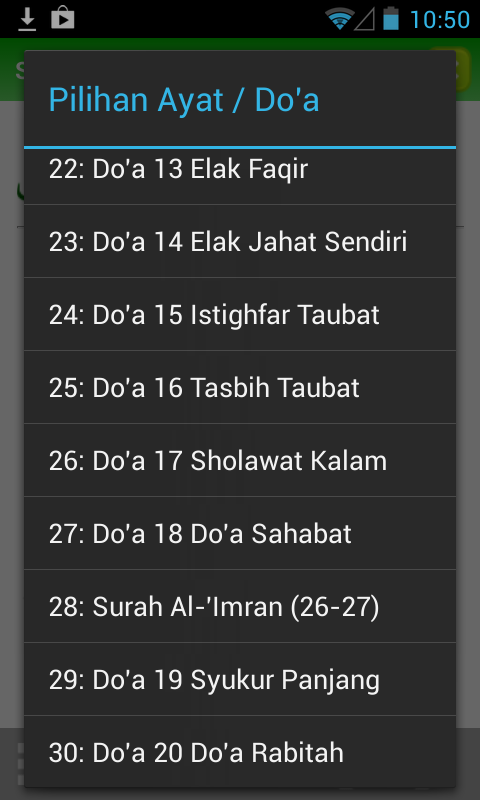 10:50
Pilihan Ayat / Do'a
22: Do'a 13 Elak Faqir
23: Do'a 14 Elak Jahat Sendiri
24: Do'a 15 Istighfar Taubat
25: Do'a 16 Tasbih Taubat
26: Do'a 17 Sholawat Kalam
27: Do'a 18 Do'a Sahabat
28: Surah Al-'Imran (26-27)
29: Do'a 19 Syukur Panjang
30: Do'a 20 Do'a Rabitah